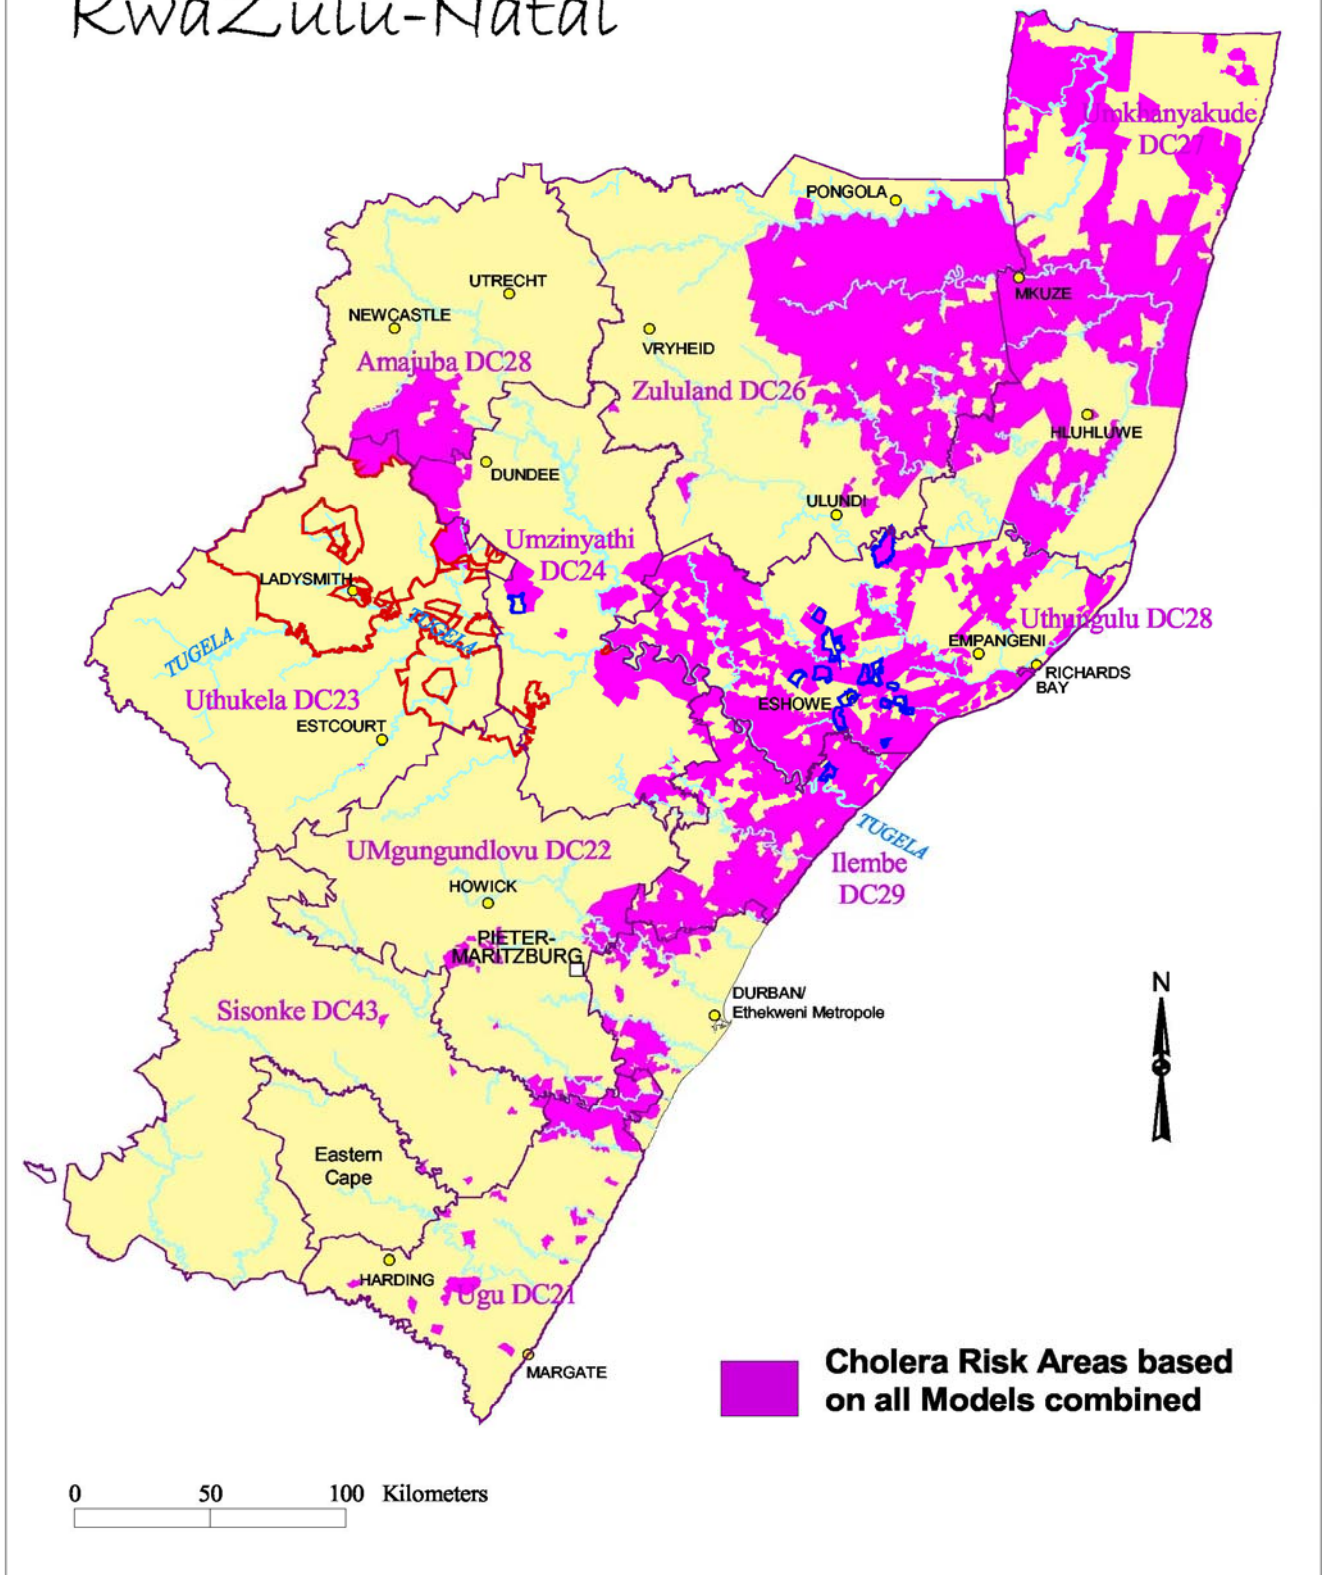 KwaZulu-Natal
Umkhanyakude
DC27
PONGOLA
UTRECHT
MKUZE
NEWCASTLE
VRYHEID
Amajuba DC28
Zululand DC26
HLUHLUWE
DUNDEE
ULUNDI
Umzinyathi
DC24
LADYSMITH
TUGELA
TUGELA
Uthungulu DC28
EMPANGENI
RICHARDS
BAY
Uthukela DC23
ESHOWE
ESTCOURT
TUGELA
UMgungundlovu DC22
Ilembe
DC29
HOWICK
PIETER-
MARITZBURG
N
DURBAN/
Ethekweni Metropole
Sisonke DC43
Eastern
Cape
HARDING
Ugu DC21
MARGATE
Cholera Risk Areas based
on all Models combined
0 50 100 Kilometers